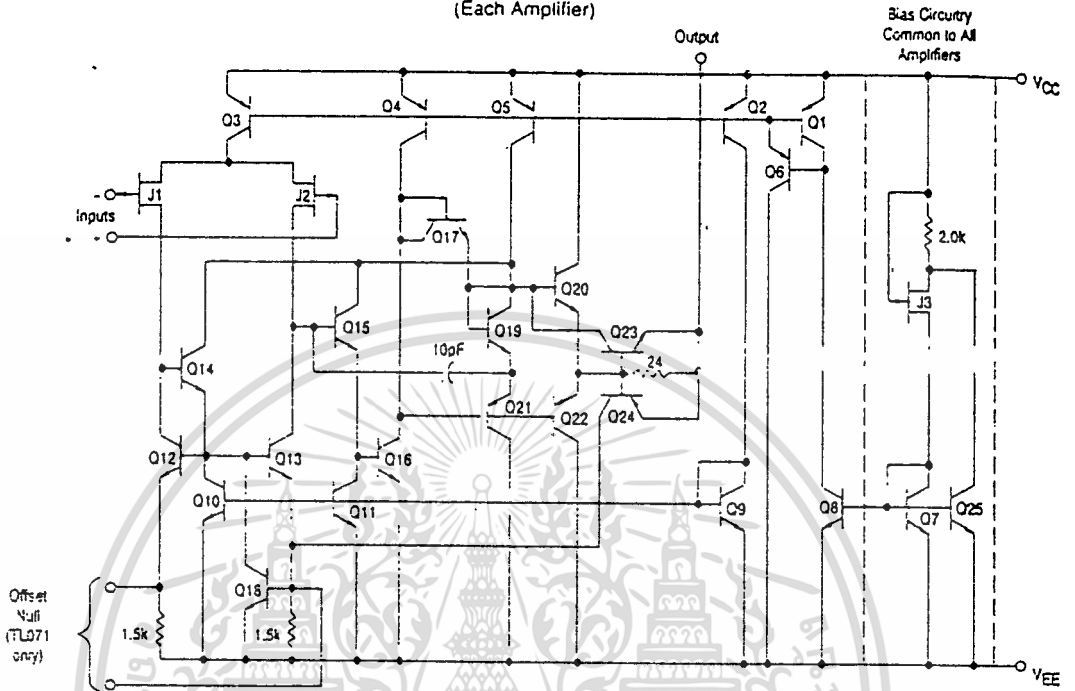 (Each Amplifier)
Bias Circuitry
Common to All
Amplifiers
Output
VCC
Q3
Q4
Q5
Q2
Q1
Q6
J1
J2
Inputs
-
Q17
2.0k
J3
Q20
Q15
Q19
Q23
10pF
24
Q14
Q21
Q22
Q24
Q12
Q13
Q16
Q10
Q11
Q9
Q8
Q7
Q25
Q18
Offset
Null
(TL071
only)
1.5k
1.5k
VEE